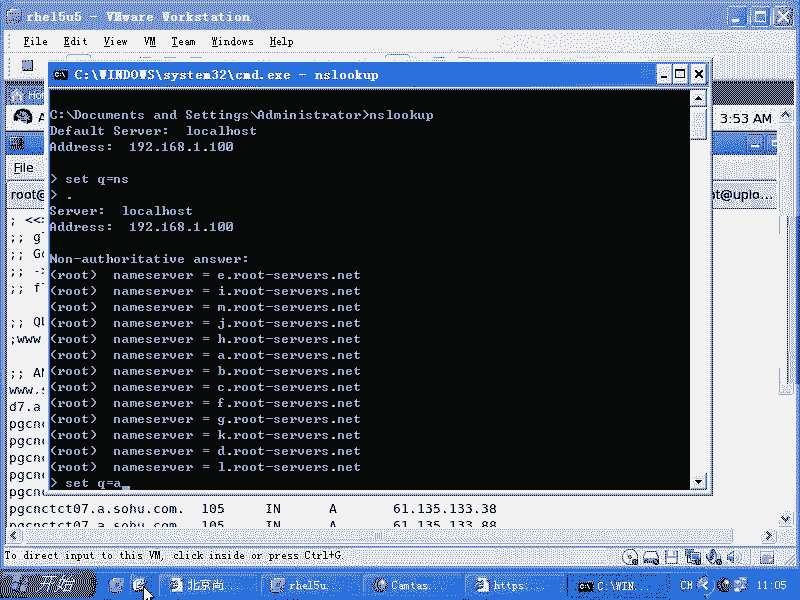 rhel5u5 - VMware Workstation
File Edit View VM Team Windows Help
C:\WINDOWS\system32\cmd.exe - nslookup
3:53 AM
C:\Documents and Settings\Administrator>nslookup
Default Server:  localhost
Address:  192.168.1.100
> set q=ns
> .
Server:  localhost
Address:  192.168.1.100
Non-authoritative answer:
(root)  nameserver = e.root-servers.net
(root)  nameserver = i.root-servers.net
(root)  nameserver = m.root-servers.net
(root)  nameserver = j.root-servers.net
(root)  nameserver = h.root-servers.net
(root)  nameserver = a.root-servers.net
(root)  nameserver = b.root-servers.net
(root)  nameserver = c.root-servers.net
(root)  nameserver = f.root-servers.net
(root)  nameserver = g.root-servers.net
(root)  nameserver = k.root-servers.net
(root)  nameserver = d.root-servers.net
(root)  nameserver = l.root-servers.net
> set q=a_
File
root@
t@uplo...
; <<>
;; g
;; G
;; ->
;; f
;; QU
;www
;; AN
www.s
d7.a
pgcnc
pgcnc
pgcnc
pgcnc
pgcnctct07.a.sohu.com.  105  IN  A  61.135.133.38
pgcnctct07.a.sohu.com.  105  IN  A  61.135.133.88
To direct input to this VM, click inside or press Ctrl+G.
开始 北京尚... rhel5u... Camtas... https:... C:\WIN... CH 11:05